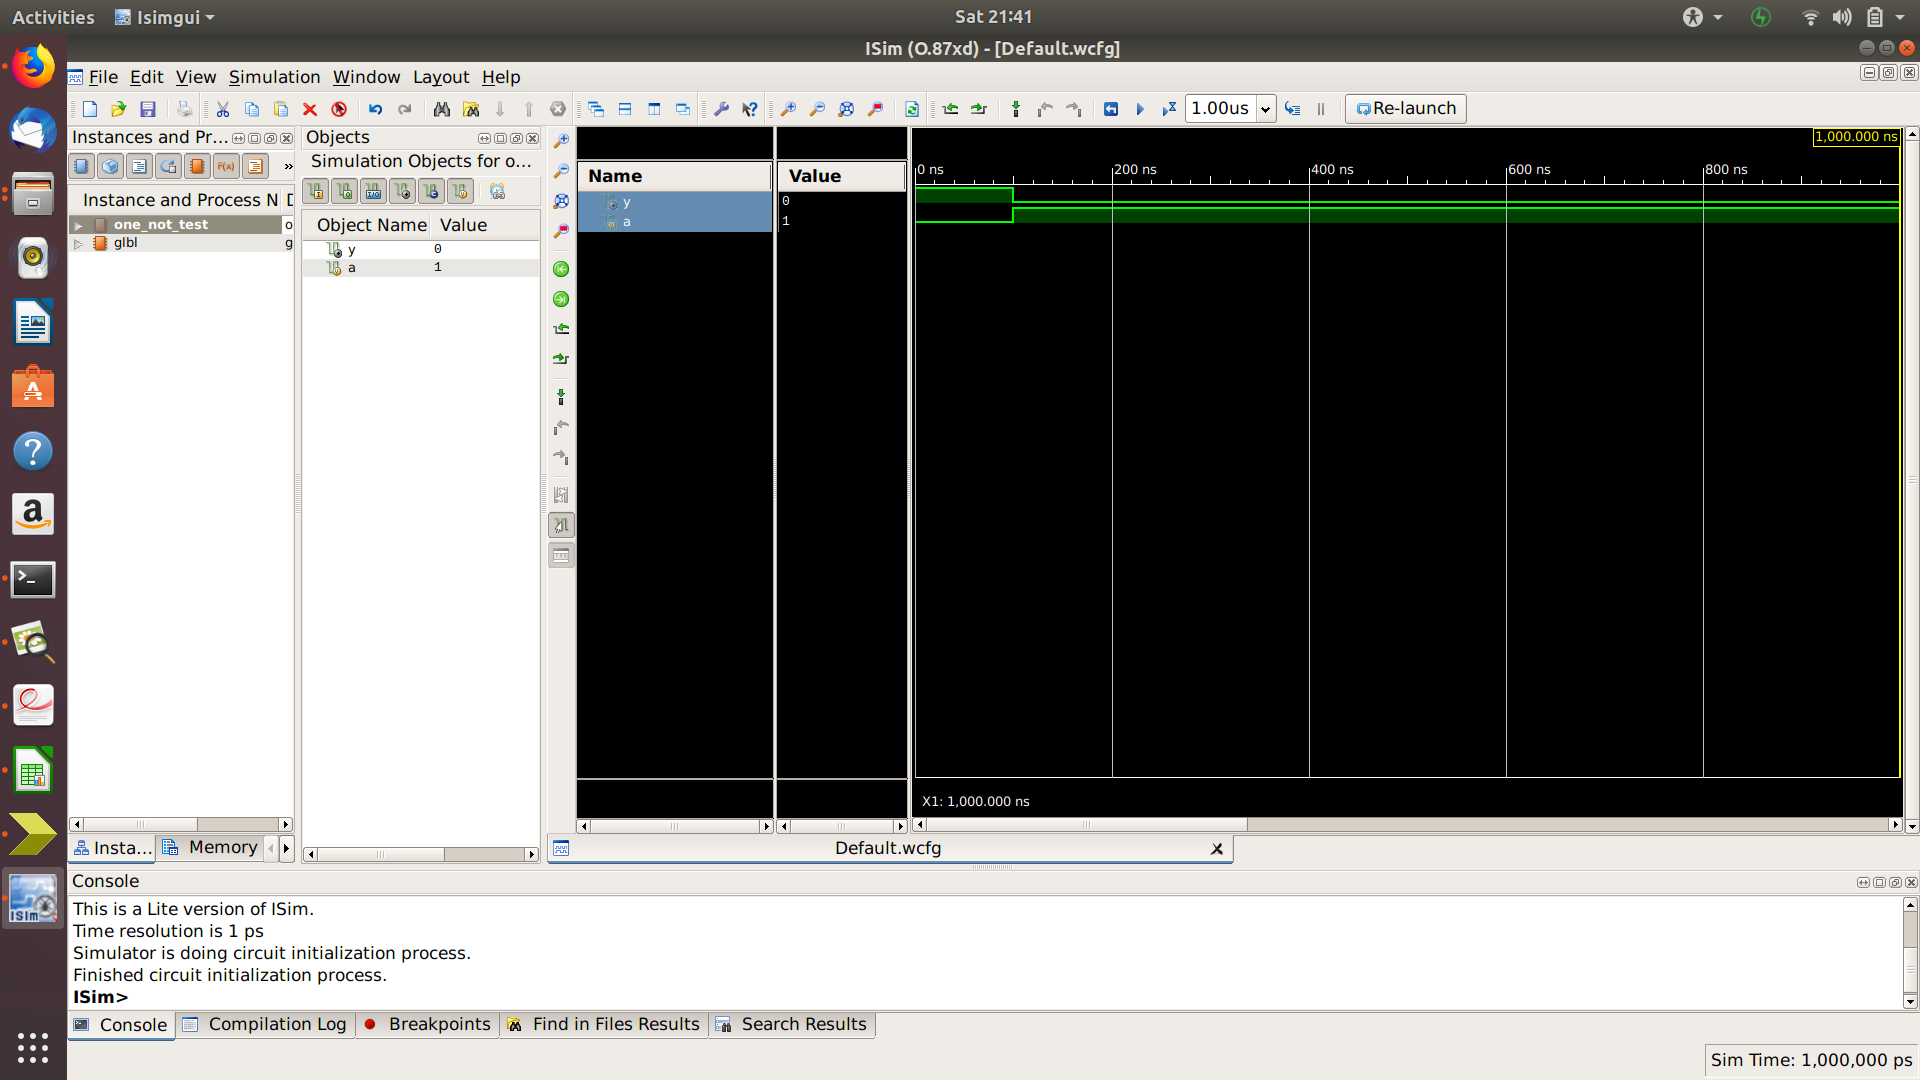 Activities Isimgui Sat 21:41
ISim (O.87xd) - [Default.wcfg]
File Edit View Simulation Window Layout Help
1.00us Re-launch
Instances and Pr...
Instance and Process N D
one_not_test o
glbl g
Insta... Memory
Objects
Simulation Objects for o...
Object Name Value
y 0
a 1
Name Value
y 0
a 1
1,000.000 ns
0 ns 200 ns 400 ns 600 ns 800 ns
X1: 1,000.000 ns
Default.wcfg
Console
This is a Lite version of ISim.
Time resolution is 1 ps
Simulator is doing circuit initialization process.
Finished circuit initialization process.
ISim>
Console Compilation Log Breakpoints Find in Files Results Search Results
Sim Time: 1,000,000 ps